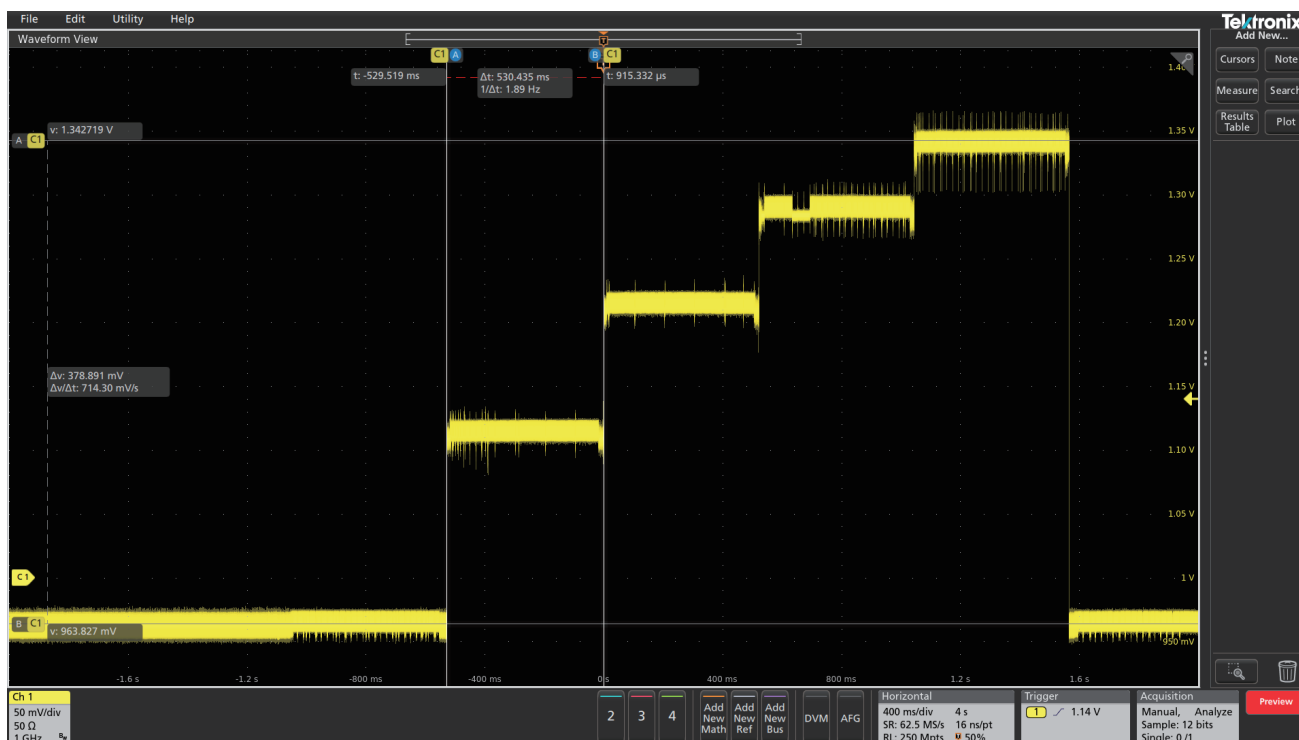 File Edit Utility Help
Tektronix
Waveform View
Add New...
C1 A
B C1
T
t: -529.519 ms
Δt: 530.435 ms
1/Δt: 1.89 Hz
t: 915.332 µs
Cursors Note
Measure Search
Results
Table
Plot
A C1
v: 1.342719 V
1.35 V
1.30 V
1.25 V
1.20 V
1.15 V
1.10 V
1.05 V
1 V
950 mV
Δv: 378.891 mV
Δv/Δt: 714.30 mV/s
C1
B C1
v: 963.827 mV
-1.6 s -1.2 s -800 ms -400 ms 0 s 400 ms 800 ms 1.2 s 1.6 s
Ch 1
50 mV/div
50 Ω
1 GHz
2 3 4
Add
New
Math
Add
New
Ref
Add
New
Bus
DVM AFG
Horizontal
400 ms/div 4 s
SR: 62.5 MS/s 16 ns/pt
RL: 250 Mpts 50%
Trigger
1 1.14 V
Acquisition
Manual, Analyze
Sample: 12 bits
Single: 0/1
Preview